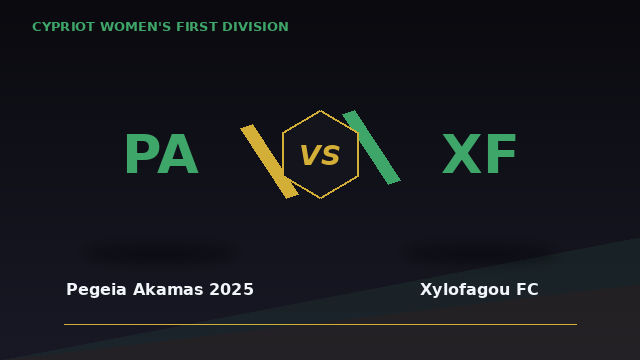 CYPRIOT WOMEN'S FIRST DIVISION
PA VS XF
Pegeia Akamas 2025 Xylofagou FC